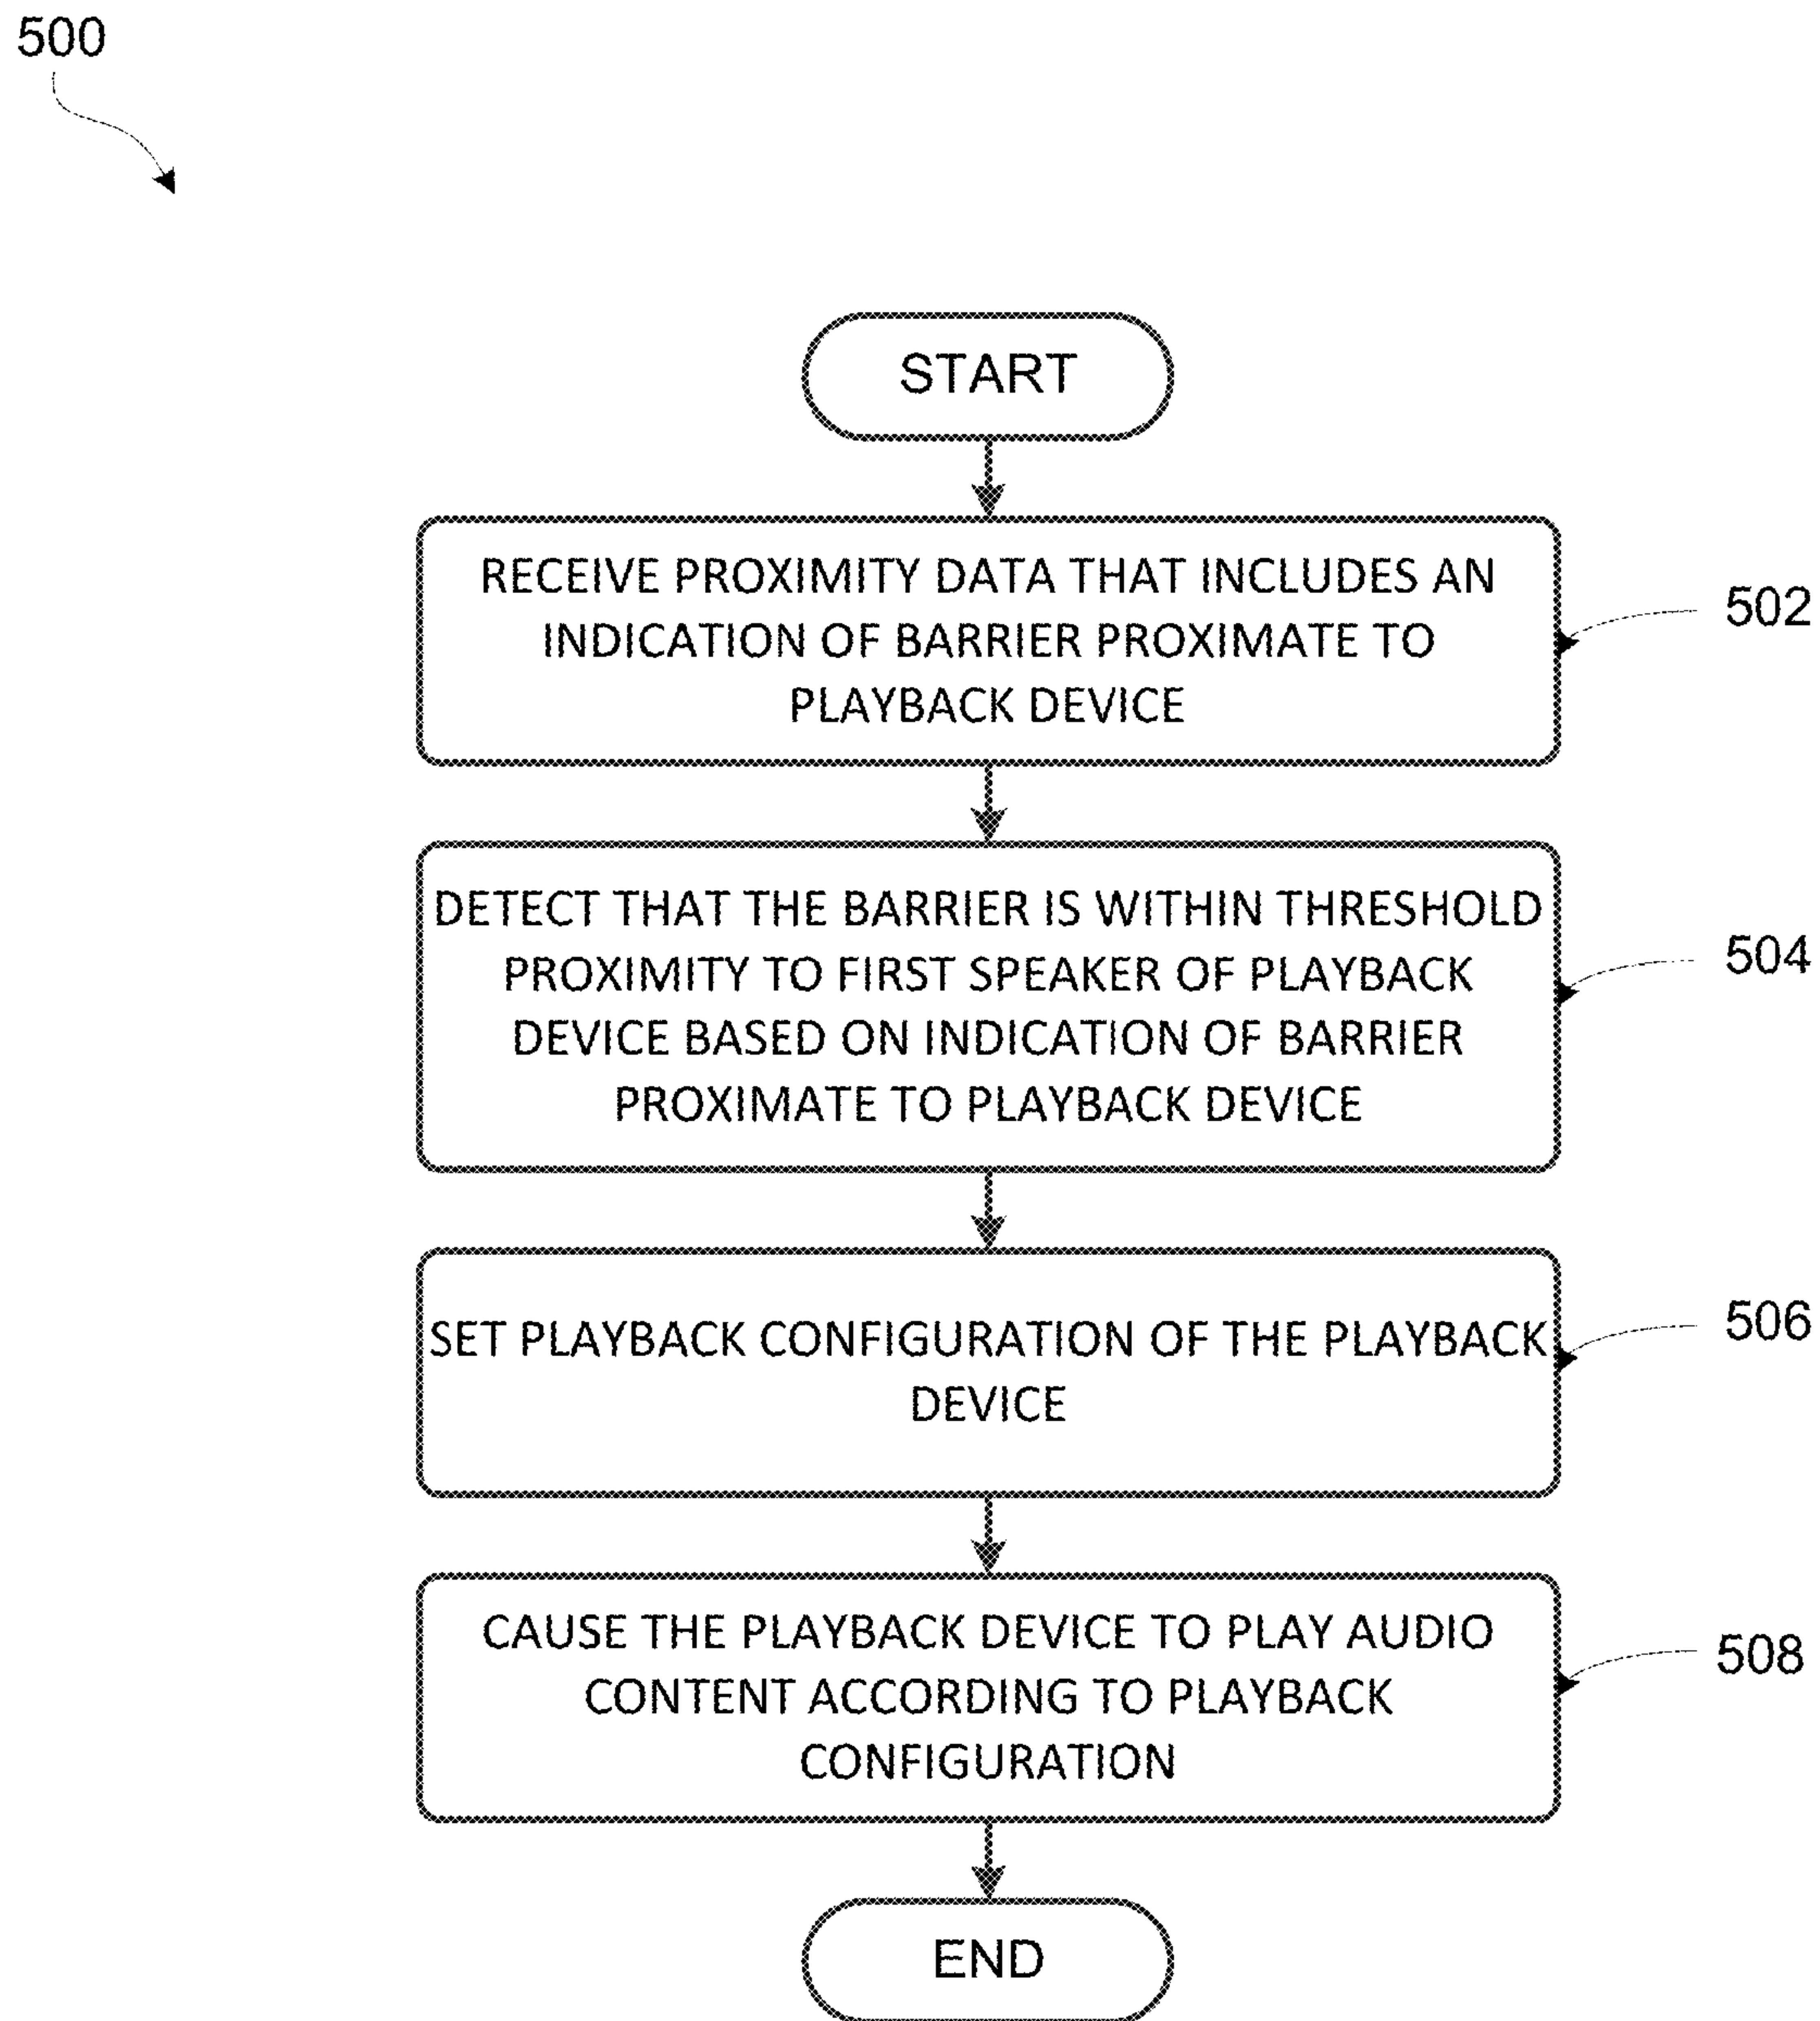 500
START
RECEIVE PROXIMITY DATA THAT INCLUDES AN
INDICATION OF BARRIER PROXIMATE TO
PLAYBACK DEVICE
502
DETECT THAT THE BARRIER IS WITHIN THRESHOLD
PROXIMITY TO FIRST SPEAKER OF PLAYBACK
DEVICE BASED ON INDICATION OF BARRIER
PROXIMATE TO PLAYBACK DEVICE
504
SET PLAYBACK CONFIGURATION OF THE PLAYBACK
DEVICE
506
CAUSE THE PLAYBACK DEVICE TO PLAY AUDIO
CONTENT ACCORDING TO PLAYBACK
CONFIGURATION
508
END